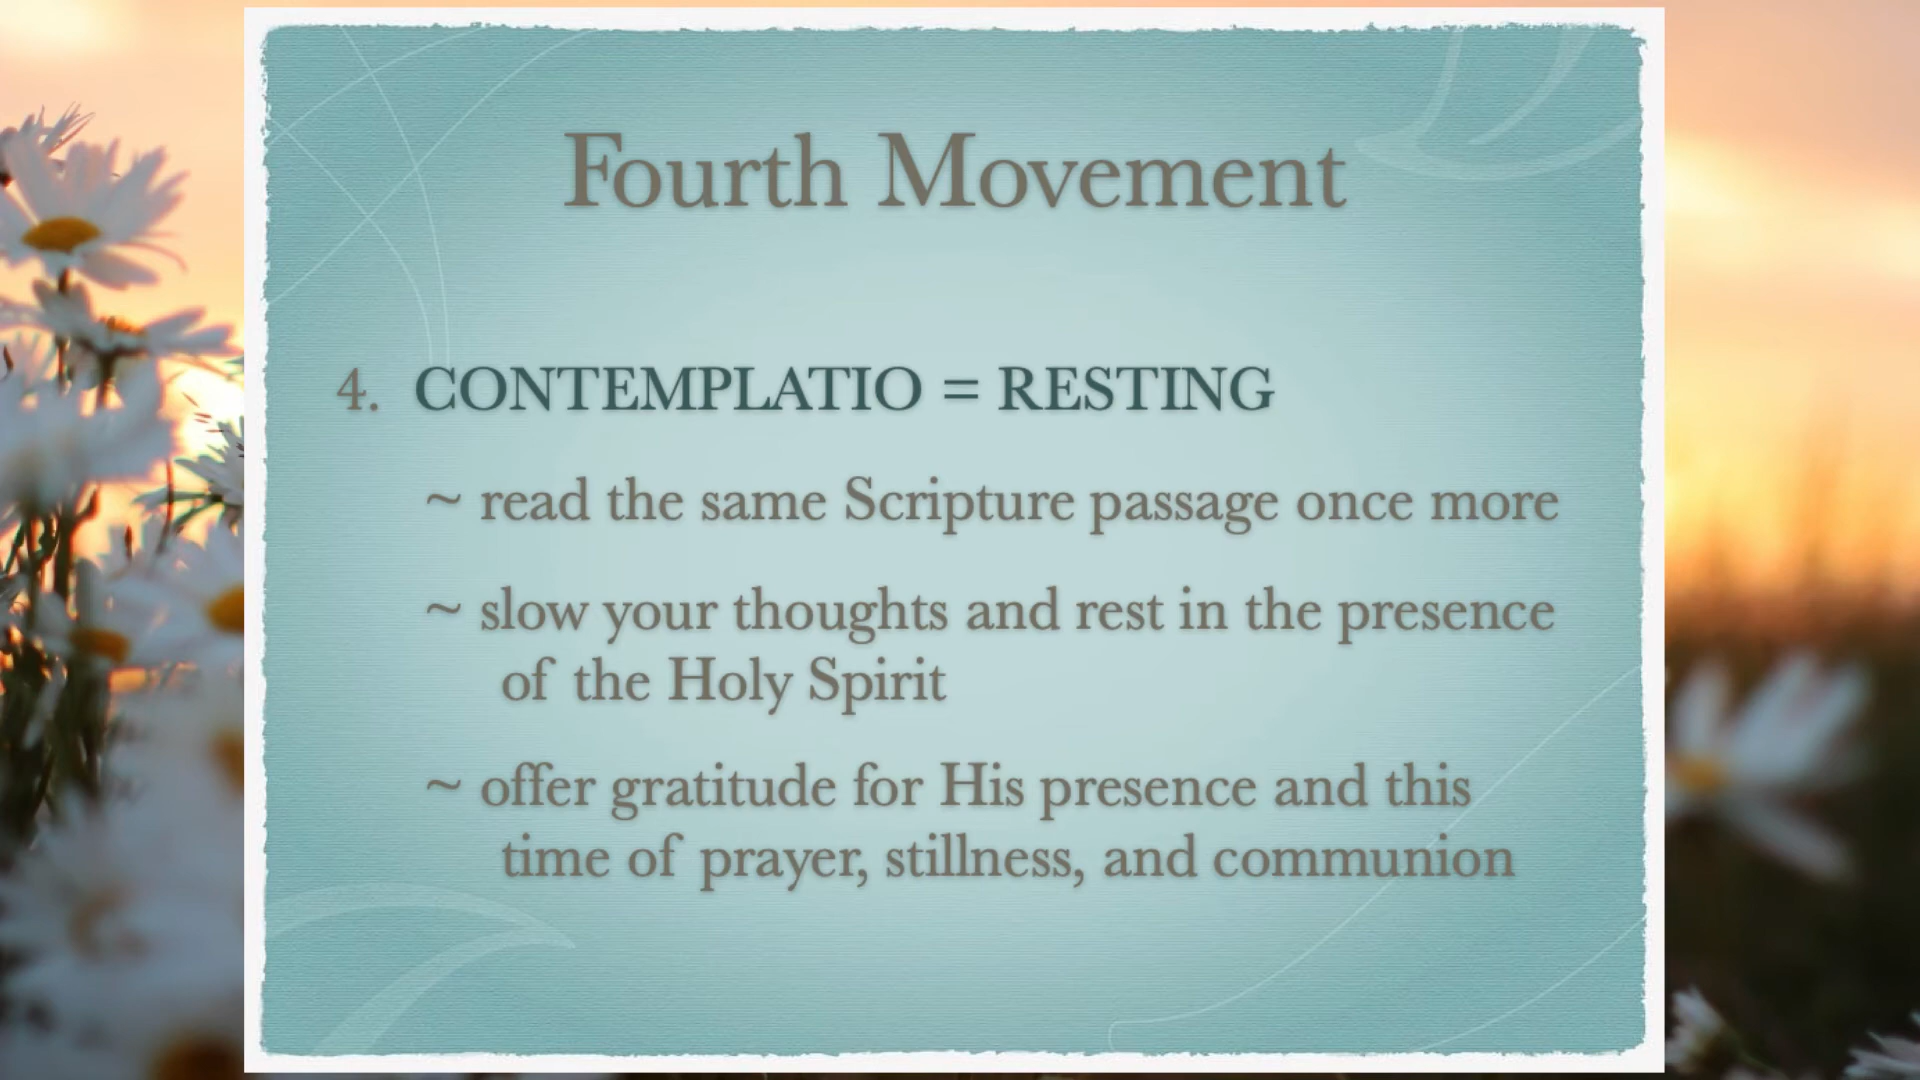 Fourth Movement
4. CONTEMPLATIO = RESTING
~ read the same Scripture passage once more
~ slow your thoughts and rest in the presence
of the Holy Spirit
~ offer gratitude for His presence and this
time of prayer, stillness, and communion